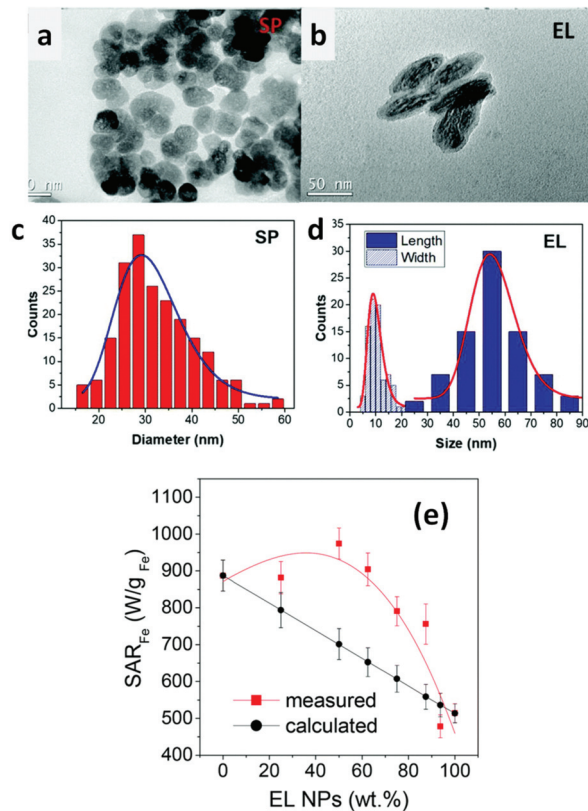 a
SP
0 nm
b
EL
50 nm
c
SP
40
35
30
25
20
15
10
5
0
Counts
20 30 40 50 60
Diameter (nm)
d
EL
Length
Width
35
30
25
20
15
10
5
0
Counts
0 10 20 30 40 50 60 70 80 90
Size (nm)
(e)
1100
1000
900
800
700
600
500
400
SAR Fe (W/g Fe)
measured
calculated
0 20 40 60 80 100
EL NPs (wt.%)